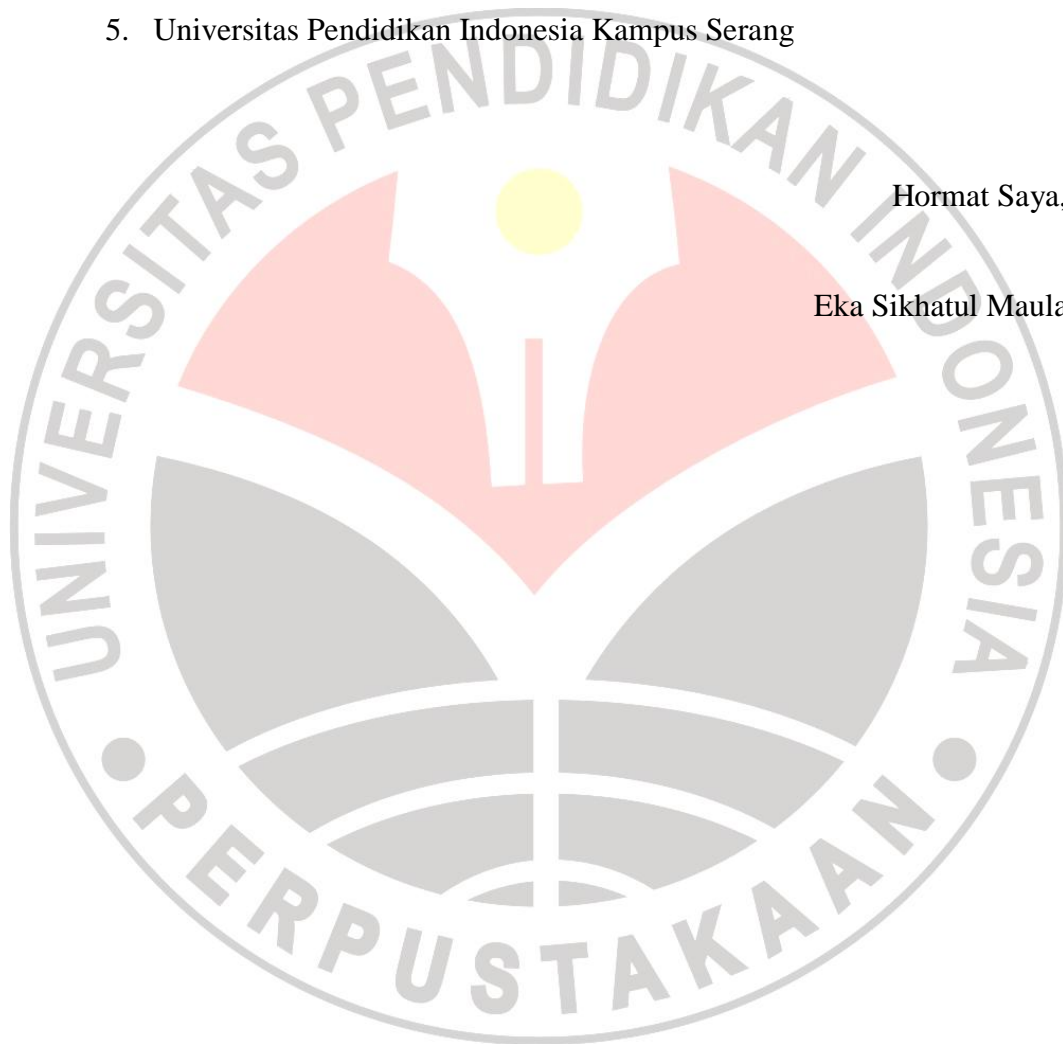 5. Universitas Pendidikan Indonesia Kampus Serang
Hormat Saya,
Eka Sikhatul Maula
UNIVERSITAS PENDIDIKAN INDONESIA
PERPUSTAKAAN